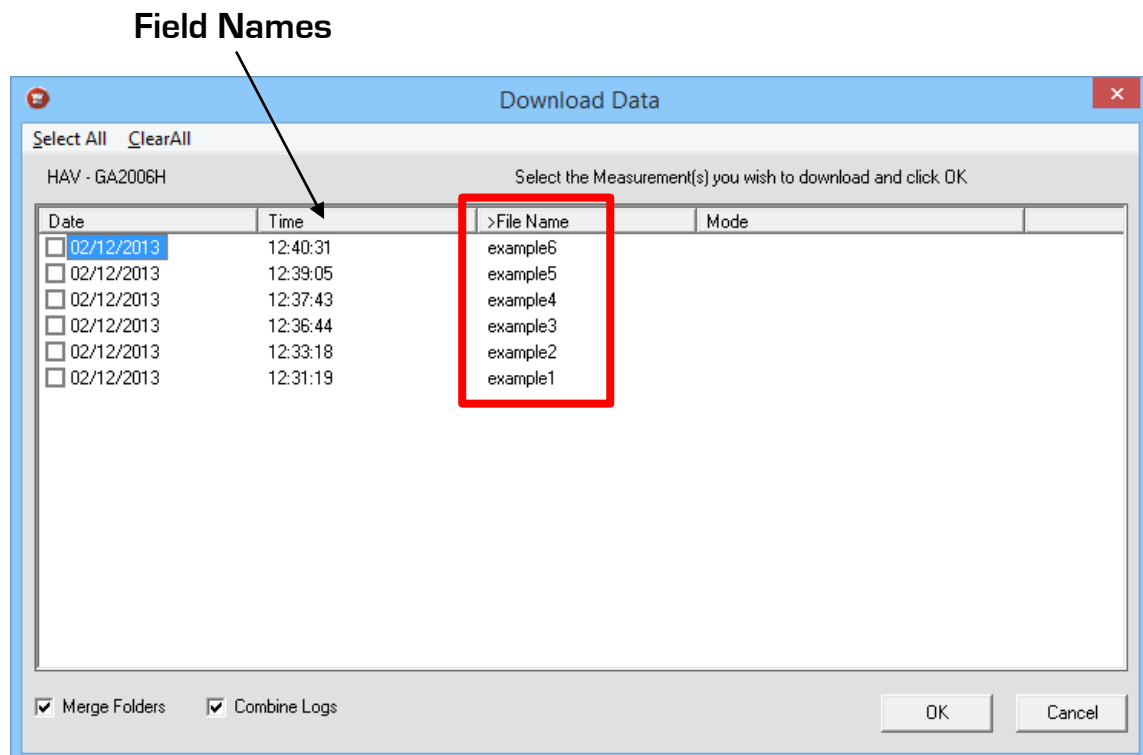 Field Names
Download Data
Select All ClearAll
HAV - GA2006H Select the Measurement(s) you wish to download and click OK
Date Time >File Name Mode
02/12/2013 12:40:31 example6
02/12/2013 12:39:05 example5
02/12/2013 12:37:43 example4
02/12/2013 12:36:44 example3
02/12/2013 12:33:18 example2
02/12/2013 12:31:19 example1
Merge Folders Combine Logs OK Cancel